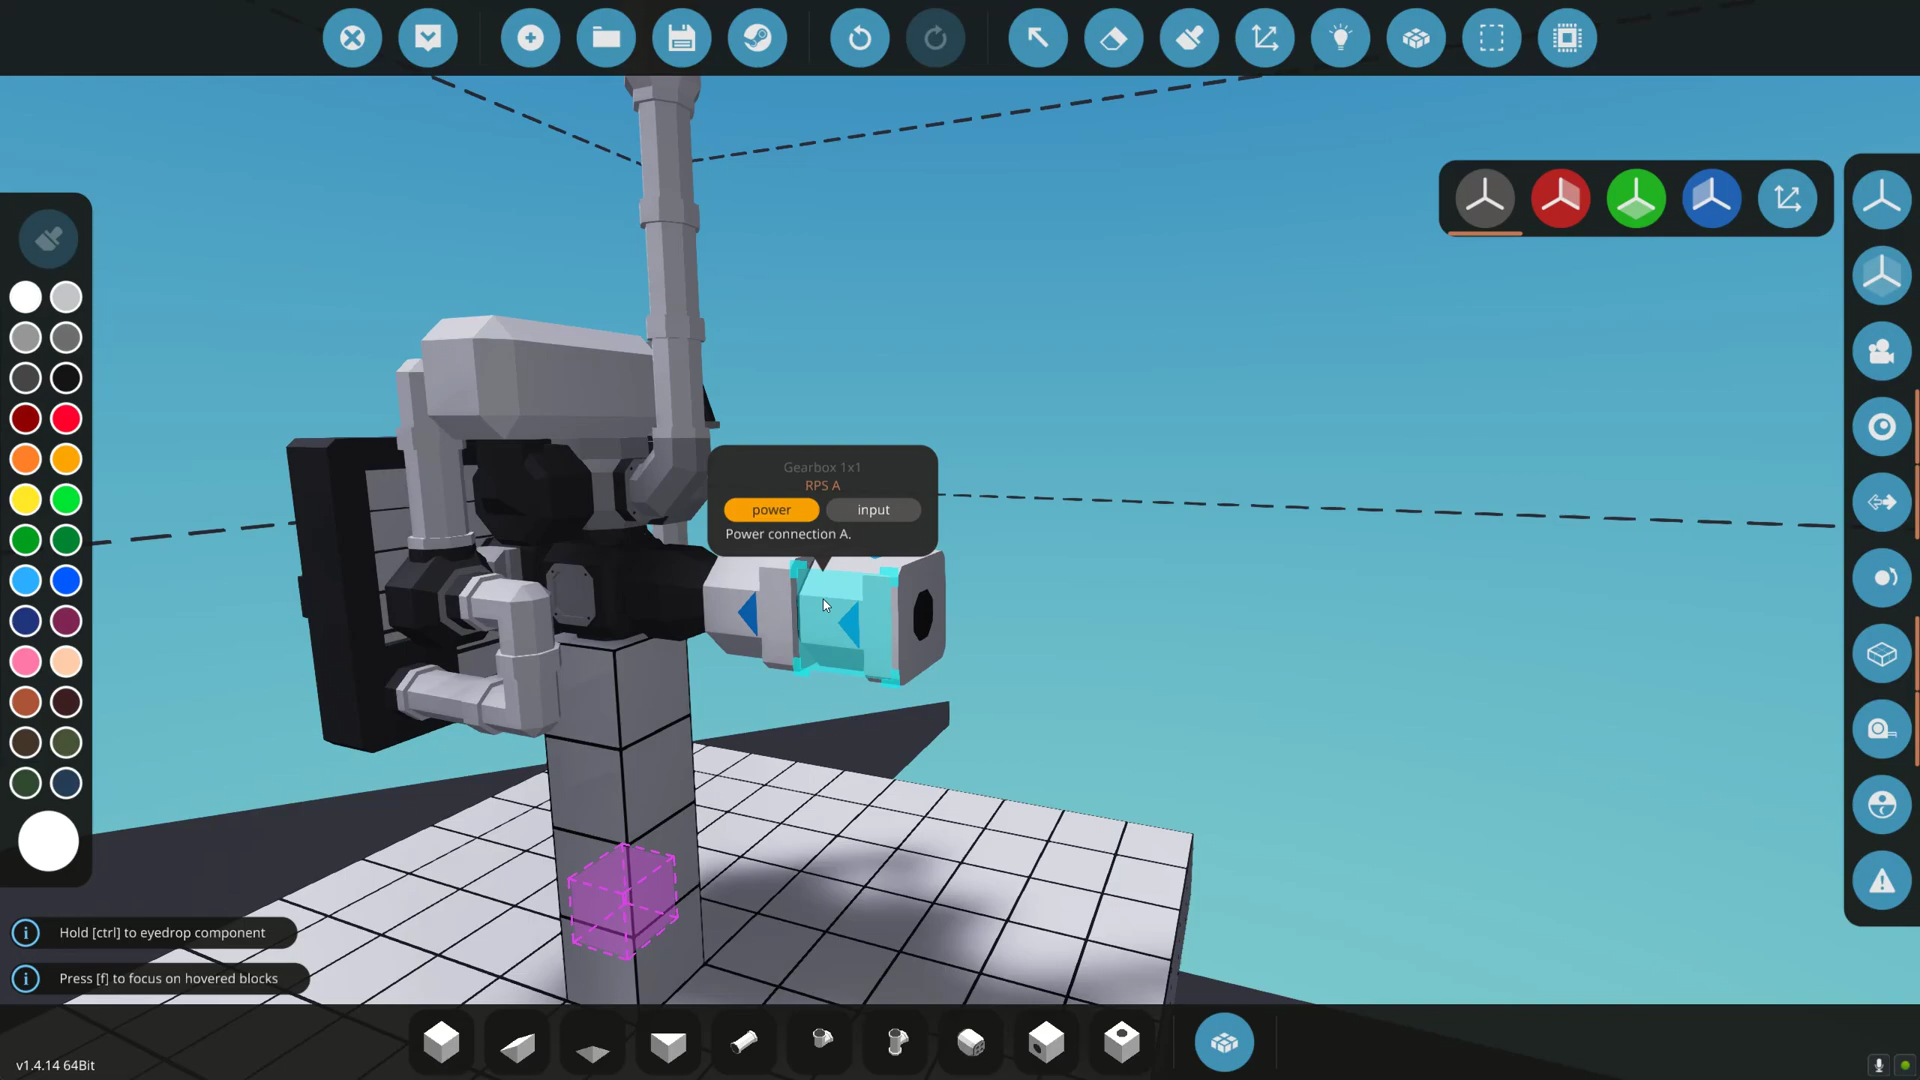 Gearbox 1x1
RPS A
power input
Power connection A.
Hold [ctrl] to eyedrop component
Press [f] to focus on hovered blocks
v1.4.14 64Bit